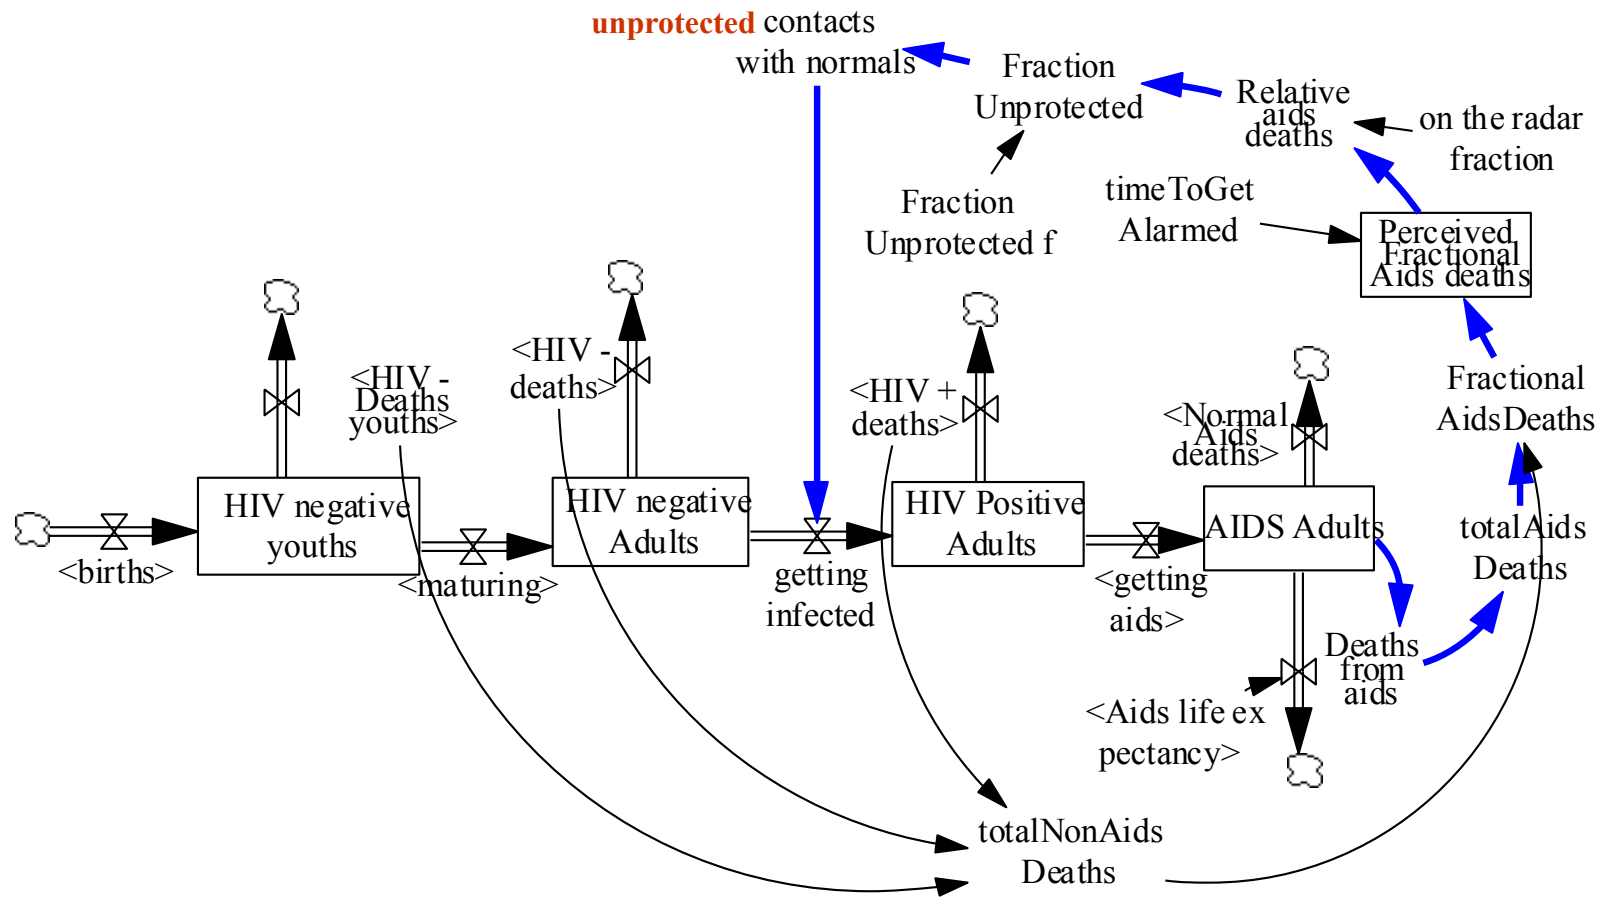 unprotected contacts
with normals
Fraction
Unprotected
Relative
aids
deaths
on the radar
fraction
Fraction
Unprotected f
timeToGet
Alarmed
Perceived
Fractional
Aids deaths
<HIV -
Deaths
youths>
<HIV -
deaths>
<HIV +
deaths>
<Normal
Aids
deaths>
Fractional
AidsDeaths
HIV negative
youths
HIV negative
Adults
HIV Positive
Adults
AIDS Adults
totalAids
Deaths
<births>
<maturing>
getting
infected
<getting
aids>
Deaths
from
aids
<Aids life ex
pectancy>
totalNonAids
Deaths